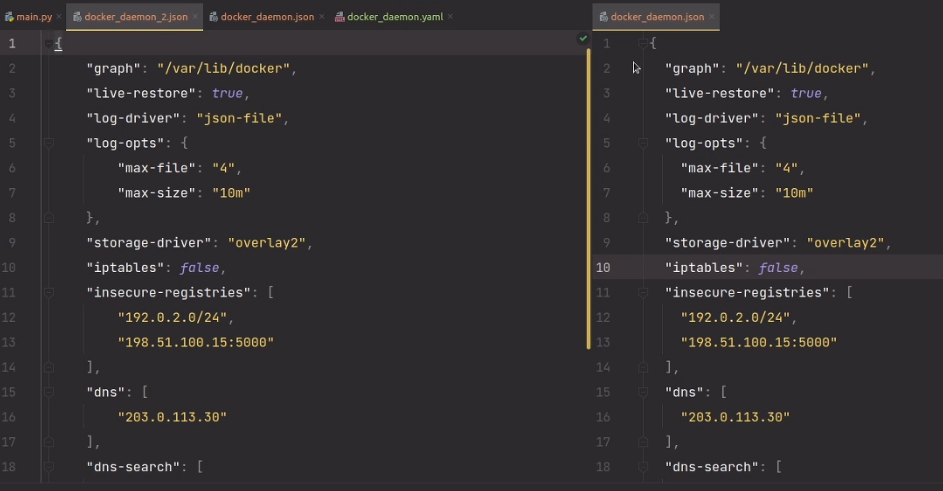 main.py docker_daemon_2.json docker_daemon.json docker_daemon.yaml
1 {
2 "graph": "/var/lib/docker",
3 "live-restore": true,
4 "log-driver": "json-file",
5 "log-opts": {
6 "max-file": "4",
7 "max-size": "10m"
8 },
9 "storage-driver": "overlay2",
10 "iptables": false,
11 "insecure-registries": [
12 "192.0.2.0/24",
13 "198.51.100.15:5000"
14 ],
15 "dns": [
16 "203.0.113.30"
17 ],
18 "dns-search": [
docker_daemon.json
1 {
2 "graph": "/var/lib/docker",
3 "live-restore": true,
4 "log-driver": "json-file",
5 "log-opts": {
6 "max-file": "4",
7 "max-size": "10m"
8 },
9 "storage-driver": "overlay2",
10 "iptables": false,
11 "insecure-registries": [
12 "192.0.2.0/24",
13 "198.51.100.15:5000"
14 ],
15 "dns": [
16 "203.0.113.30"
17 ],
18 "dns-search": [